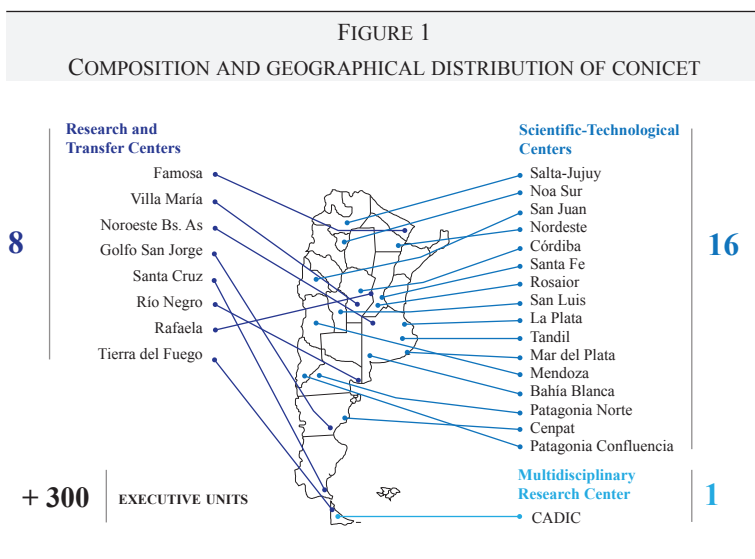 FIGURE 1
COMPOSITION AND GEOGRAPHICAL DISTRIBUTION OF CONICET
Research and
Transfer Centers
8
Famosa
Villa María
Noroeste Bs. As
Golfo San Jorge
Santa Cruz
Río Negro
Rafaela
Tierra del Fuego
Scientific-Technological
Centers
16
Salta-Jujuy
Noa Sur
San Juan
Nordeste
Córdiba
Santa Fe
Rosaior
San Luis
La Plata
Tandil
Mar del Plata
Mendoza
Bahía Blanca
Patagonia Norte
Cenpat
Patagonia Confluencia
+ 300
EXECUTIVE UNITS
Multidisciplinary
Research Center
1
CADIC